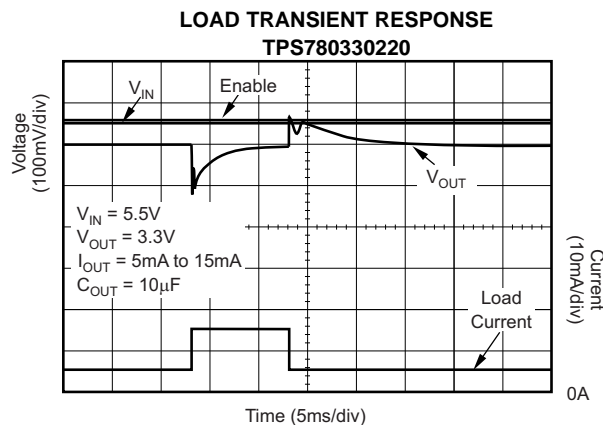 LOAD TRANSIENT RESPONSE
TPS780330220
V_IN
Enable
Voltage
(100mV/div)
V_OUT
V_IN = 5.5V
V_OUT = 3.3V
I_OUT = 5mA to 15mA
C_OUT = 10µF
Load
Current
Current
(10mA/div)
0A
Time (5ms/div)